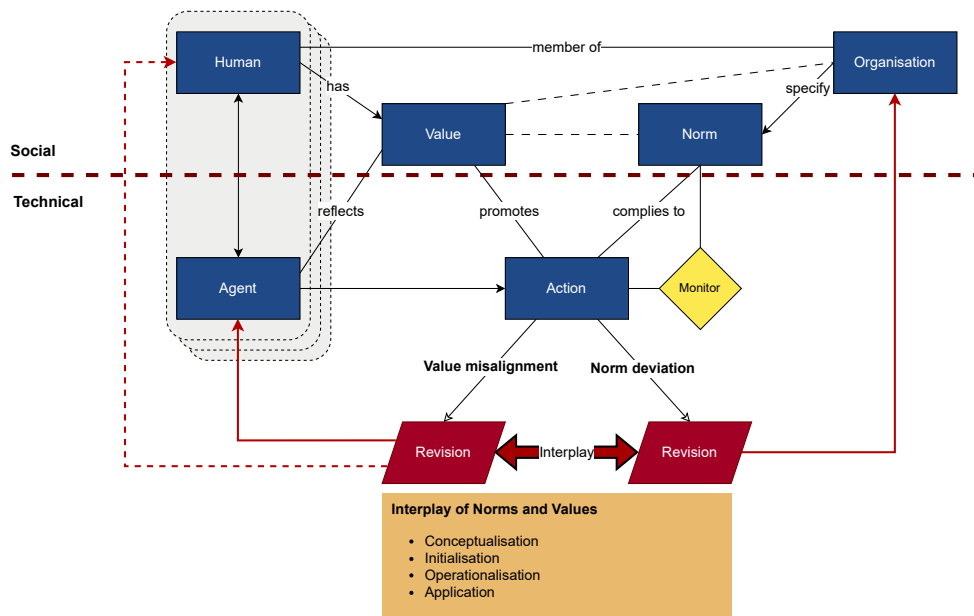 member of
Human
Organisation
has
specify
Value
Norm
Social
Technical
reflects
promotes
complies to
Agent
Action
Monitor
Value misalignment
Norm deviation
Revision
Interplay
Revision
Interplay of Norms and Values
• Conceptualisation
• Initialisation
• Operationalisation
• Application